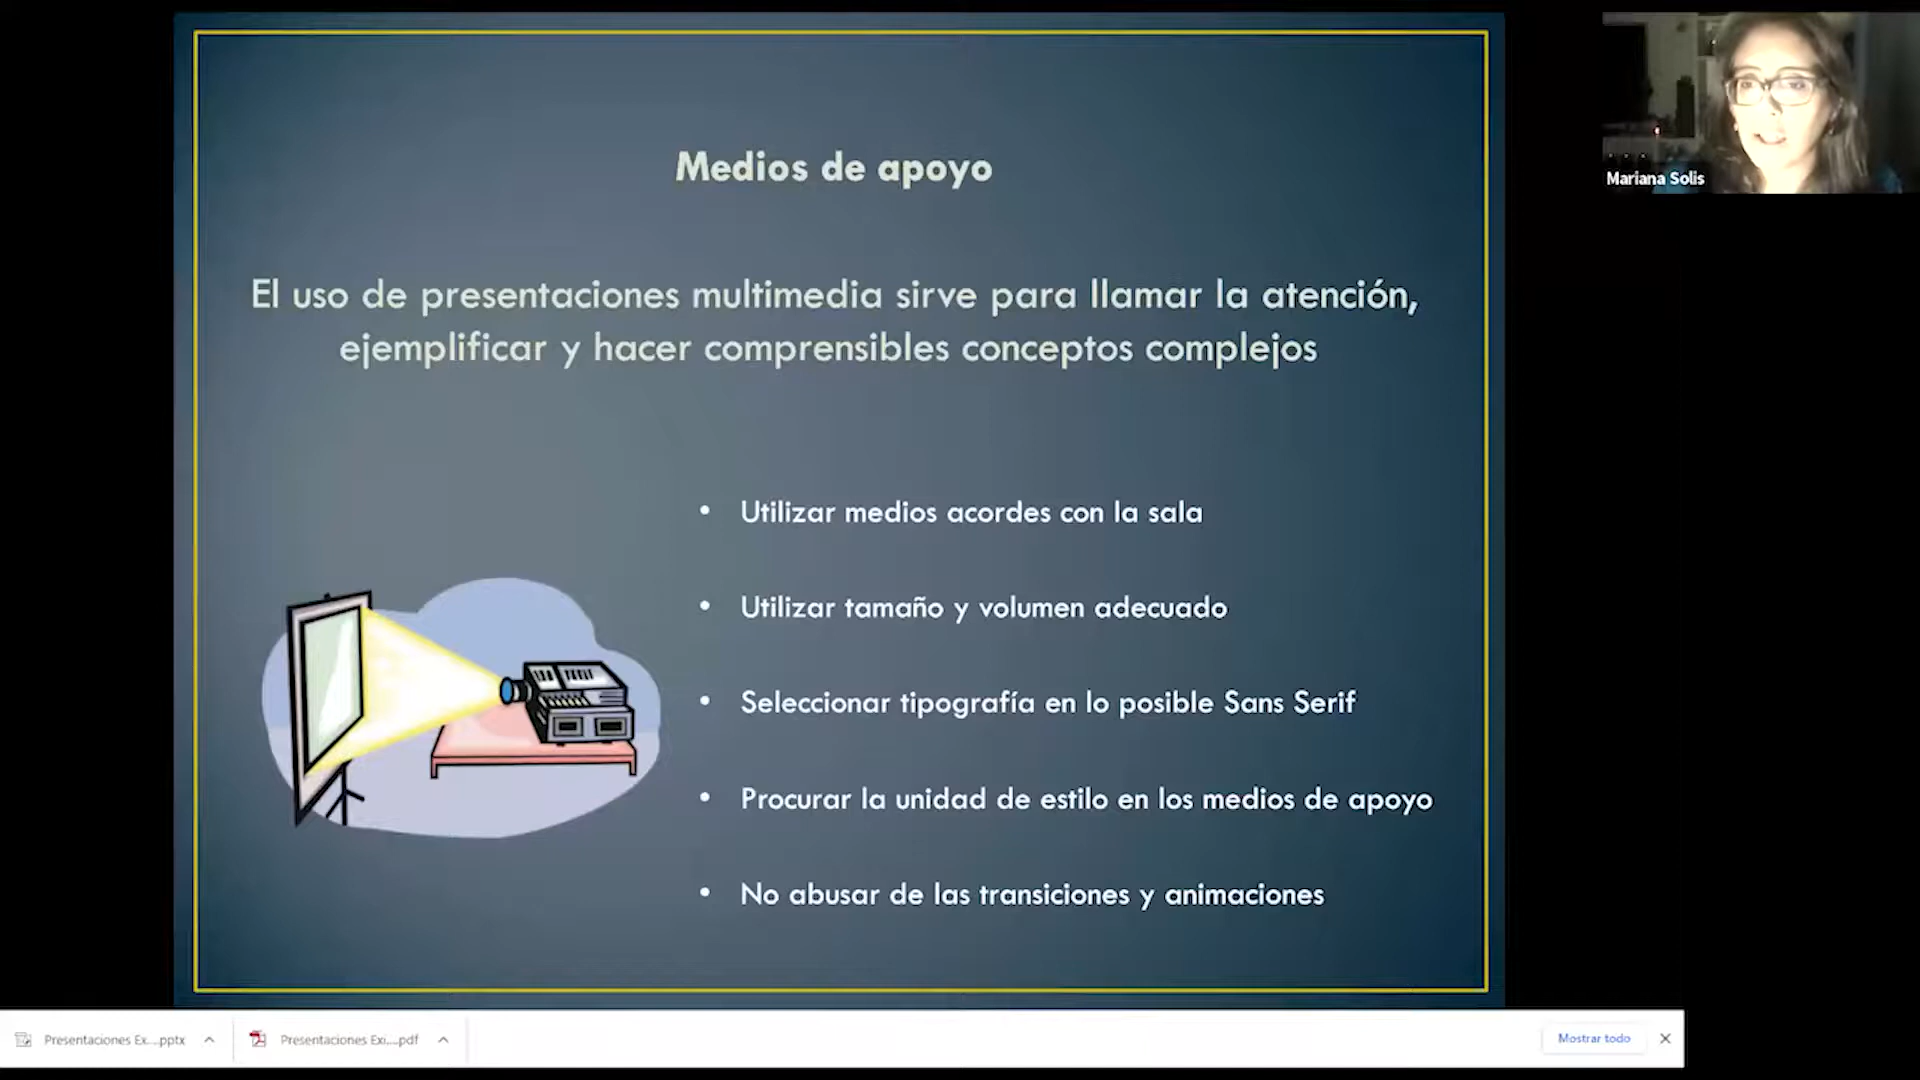 Medios de apoyo
El uso de presentaciones multimedia sirve para llamar la atención,
ejemplificar y hacer comprensibles conceptos complejos
• Utilizar medios acordes con la sala
• Utilizar tamaño y volumen adecuado
• Seleccionar tipografía en lo posible Sans Serif
• Procurar la unidad de estilo en los medios de apoyo
• No abusar de las transiciones y animaciones
Mariana Solis
Presentaciones Ex....pptx
Presentaciones Exi....pdf
Mostrar todo